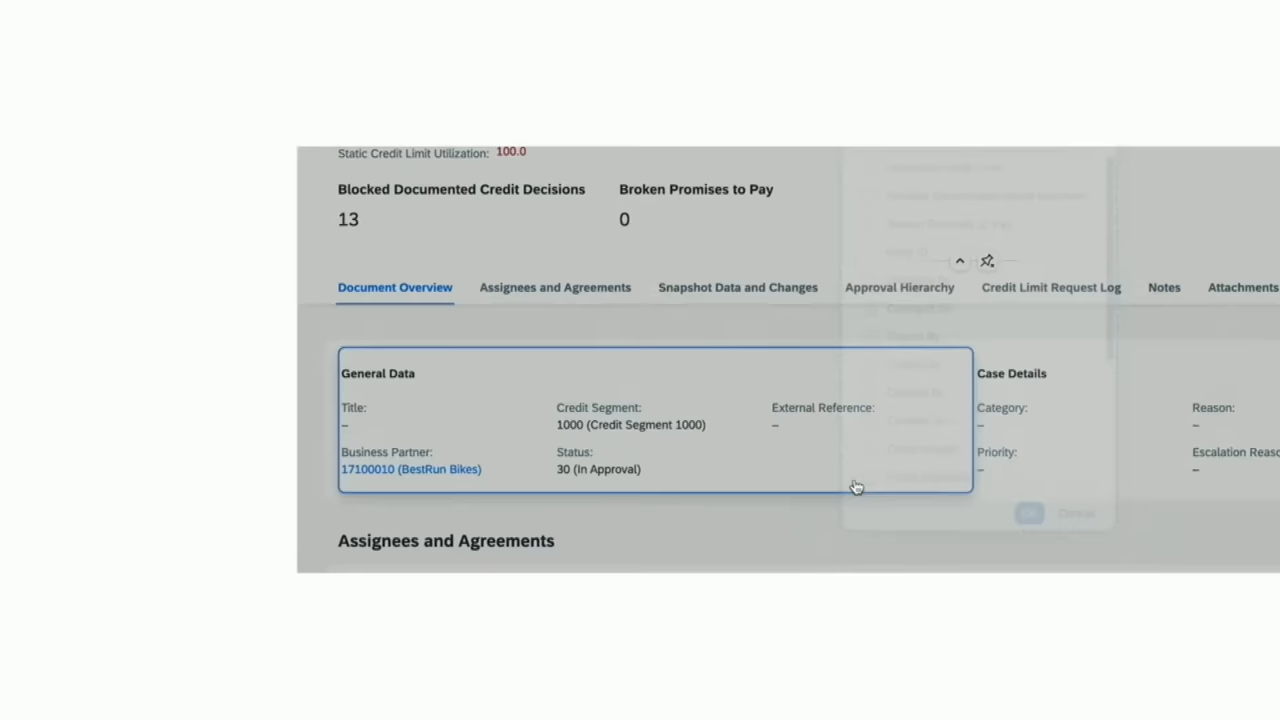 Static Credit Limit Utilization: 100.0
Blocked Documented Credit Decisions Broken Promises to Pay
13 0
Document Overview Assignees and Agreements Snapshot Data and Changes Approval Hierarchy Credit Limit Request Log Notes Attachments
General Data Case Details
Title: Credit Segment: External Reference: Category: Reason:
– 1000 (Credit Segment 1000) – – –
Business Partner: Status: Priority: Escalation Reaso
17100010 (BestRun Bikes) 30 (In Approval) – –
Cancel
Assignees and Agreements